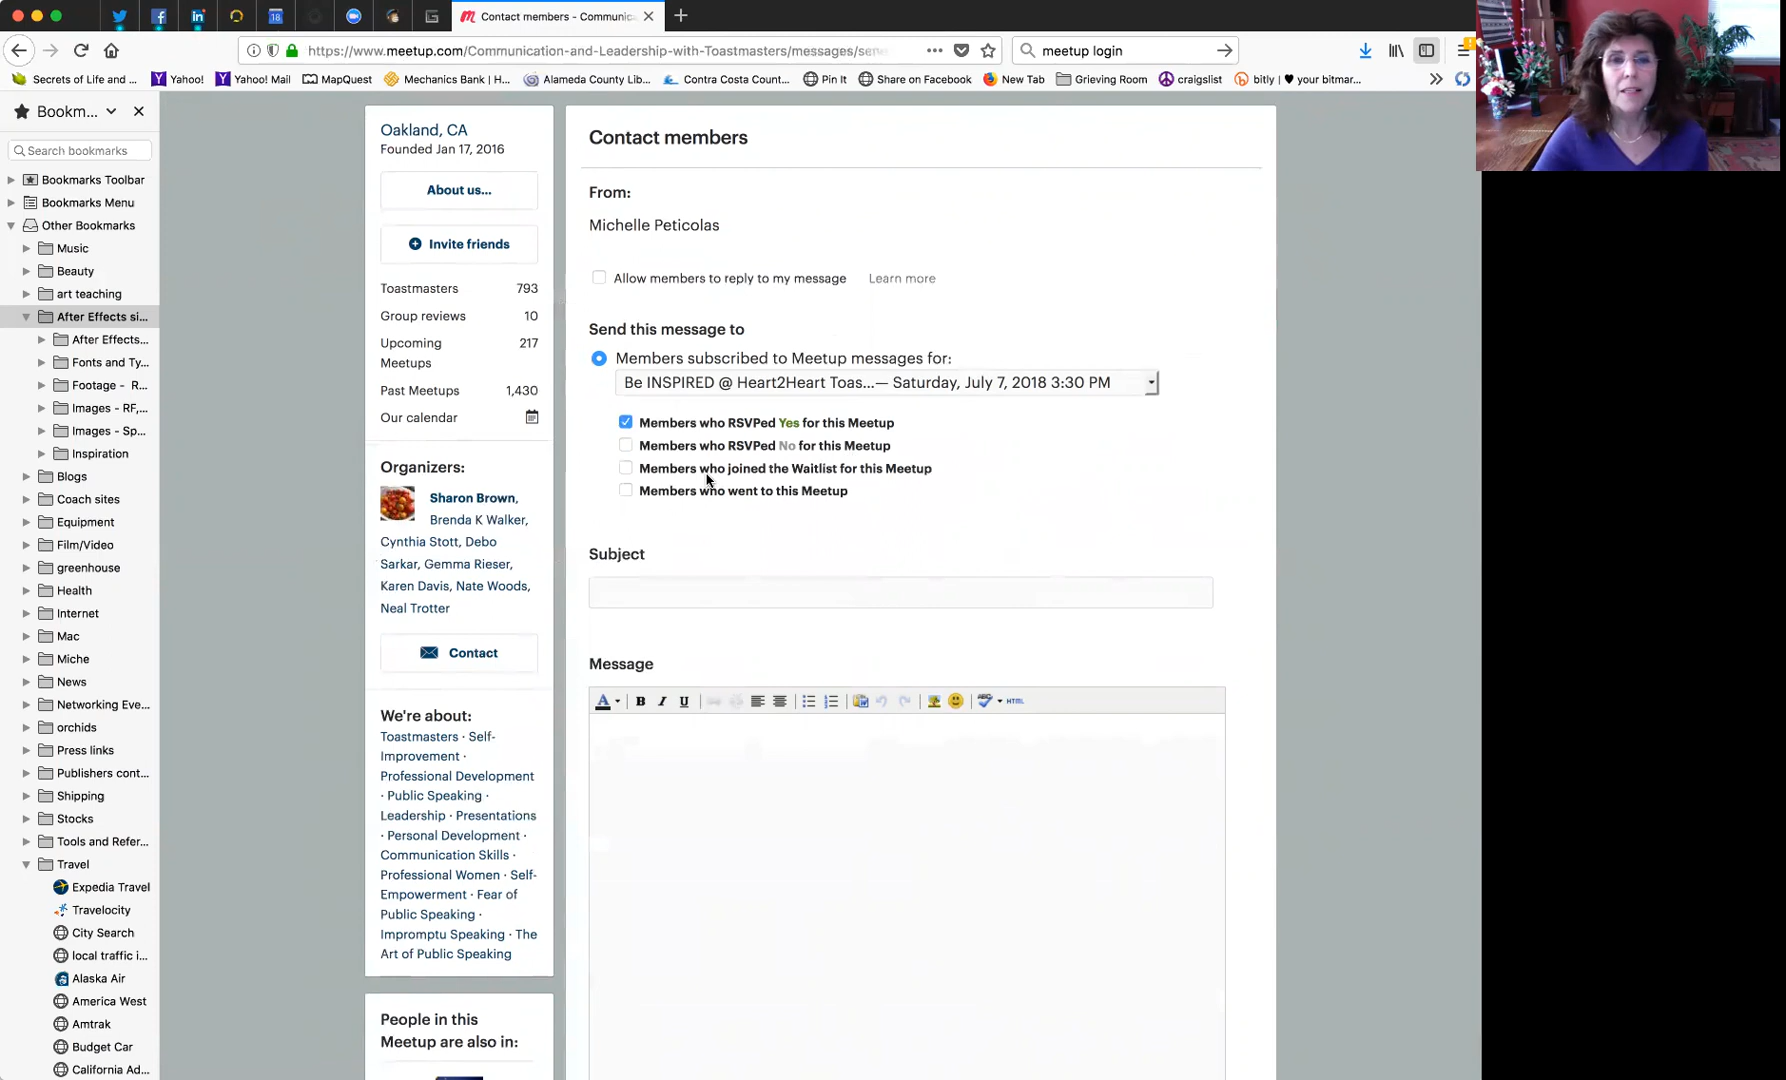 18
Contact members - Communic
https://www.meetup.com/Communication-and-Leadership-with-Toastmasters/messages/sen
meetup login
Secrets of Life and ...
Yahoo!
Yahoo! Mail
MapQuest
Mechanics Bank | H...
Alameda County Lib...
Contra Costa Count...
Pin It
Share on Facebook
New Tab
Grieving Room
craigslist
bitly | ♥ your bitmar...
Bookm...
Search bookmarks
Bookmarks Toolbar
Bookmarks Menu
Other Bookmarks
Music
Beauty
art teaching
After Effects si...
After Effects...
Fonts and Ty...
Footage - R...
Images - RF,...
Images - Sp...
Inspiration
Blogs
Coach sites
Equipment
Film/Video
greenhouse
Health
Internet
Mac
Miche
News
Networking Eve...
orchids
Press links
Publishers cont...
Shipping
Stocks
Tools and Refer...
Travel
Expedia Travel
Travelocity
City Search
local traffic i...
Alaska Air
America West
Amtrak
Budget Car
California Ad...
Oakland, CA
Founded Jan 17, 2016
About us...
Invite friends
Toastmasters 793
Group reviews 10
Upcoming 217
Meetups
Past Meetups 1,430
Our calendar
Organizers:
Sharon Brown,
Brenda K Walker,
Cynthia Stott, Debo
Sarkar, Gemma Rieser,
Karen Davis, Nate Woods,
Neal Trotter
Contact
We're about:
Toastmasters · Self-
Improvement ·
Professional Development
· Public Speaking ·
Leadership · Presentations
· Personal Development ·
Communication Skills ·
Professional Women · Self-
Empowerment · Fear of
Public Speaking ·
Impromptu Speaking · The
Art of Public Speaking
People in this
Meetup are also in:
Contact members
From:
Michelle Peticolas
Allow members to reply to my message Learn more
Send this message to
Members subscribed to Meetup messages for:
Be INSPIRED @ Heart2Heart Toas...— Saturday, July 7, 2018 3:30 PM
Members who RSVPed Yes for this Meetup
Members who RSVPed No for this Meetup
Members who joined the Waitlist for this Meetup
Members who went to this Meetup
Subject
Message
A B I U HTML